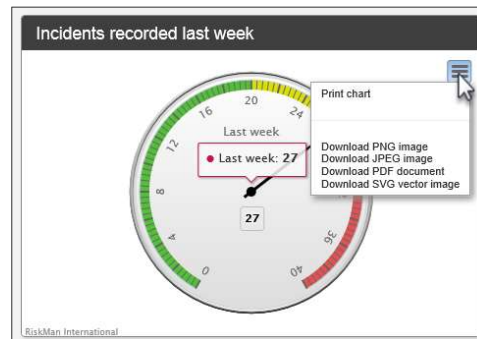 Incidents recorded last week
Print chart
Download PNG image
Download JPEG image
Download PDF document
Download SVG vector image
0
4
8
12
16
20
24
36
40
Last week
Last week: 27
27
RiskMan International